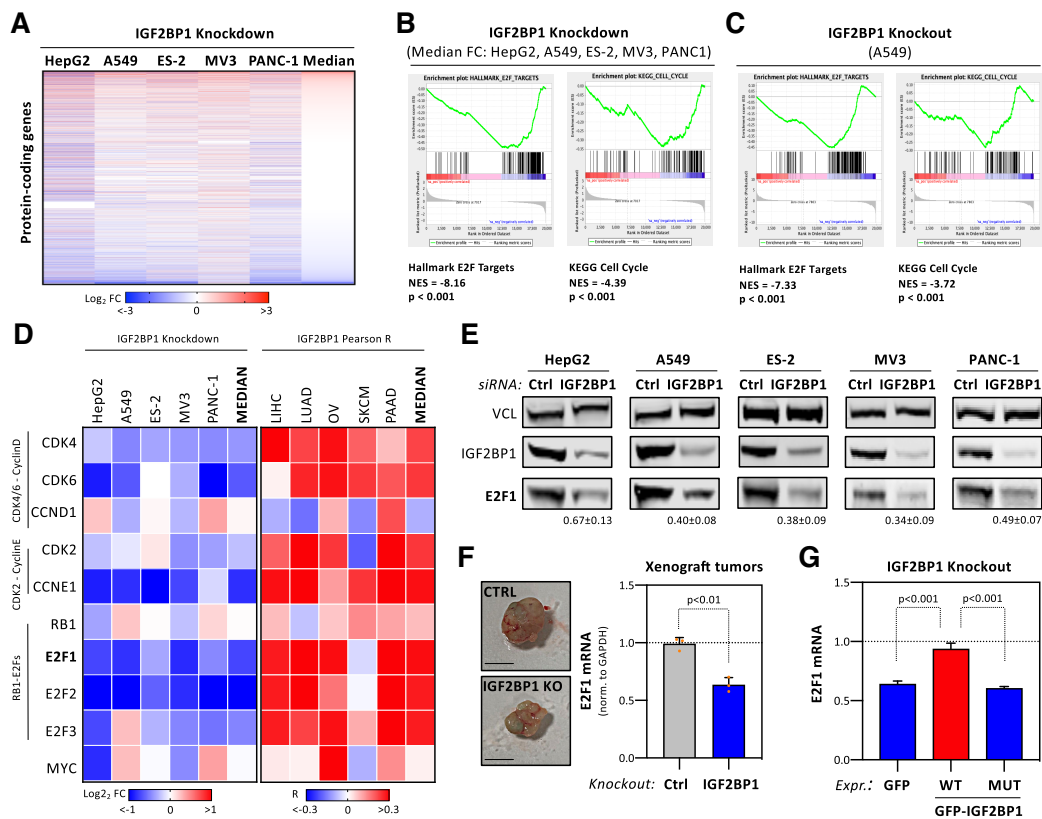 A
IGF2BP1 Knockdown
HepG2 A549 ES-2 MV3 PANC-1 Median
Protein-coding genes
Log₂ FC
<-3 0 >3
B
IGF2BP1 Knockdown
(Median FC: HepG2, A549, ES-2, MV3, PANC1)
Enrichment plot: HALLMARK_E2F_TARGETS
Enrichment plot: KEGG_CELL_CYCLE
Hallmark E2F Targets
NES = -8.16
p < 0.001
KEGG Cell Cycle
NES = -4.39
p < 0.001
C
IGF2BP1 Knockout
(A549)
Enrichment plot: HALLMARK_E2F_TARGETS
Enrichment plot: KEGG_CELL_CYCLE
Hallmark E2F Targets
NES = -7.33
p < 0.001
KEGG Cell Cycle
NES = -3.72
p < 0.001
D
IGF2BP1 Knockdown
IGF2BP1 Pearson R
HepG2 A549 ES-2 MV3 PANC-1 MEDIAN
LIHC LUAD OV SKCM PAAD MEDIAN
CDK4/6 - CyclinD
CDK2 - CyclinE
RB1-E2Fs
CDK4
CDK6
CCND1
CDK2
CCNE1
RB1
E2F1
E2F2
E2F3
MYC
Log2₂ FC
<-1 0 >1
R
<-0.3 0 >0.3
E
HepG2 A549 ES-2 MV3 PANC-1
siRNA: Ctrl IGF2BP1 Ctrl IGF2BP1 Ctrl IGF2BP1 Ctrl IGF2BP1 Ctrl IGF2BP1
VCL
IGF2BP1
E2F1
0.67±0.13 0.40±0.08 0.38±0.09 0.34±0.09 0.49±0.07
F
CTRL
IGF2BP1 KO
Xenograft tumors
E2F1 mRNA
(norm. to GAPDH)
1.5
1.0
0.5
0.0
p<0.01
Knockout: Ctrl IGF2BP1
G
IGF2BP1 Knockout
E2F1 mRNA
1.5
1.0
0.5
0.0
p<0.001 p<0.001
Expr.: GFP WT MUT
GFP-IGF2BP1